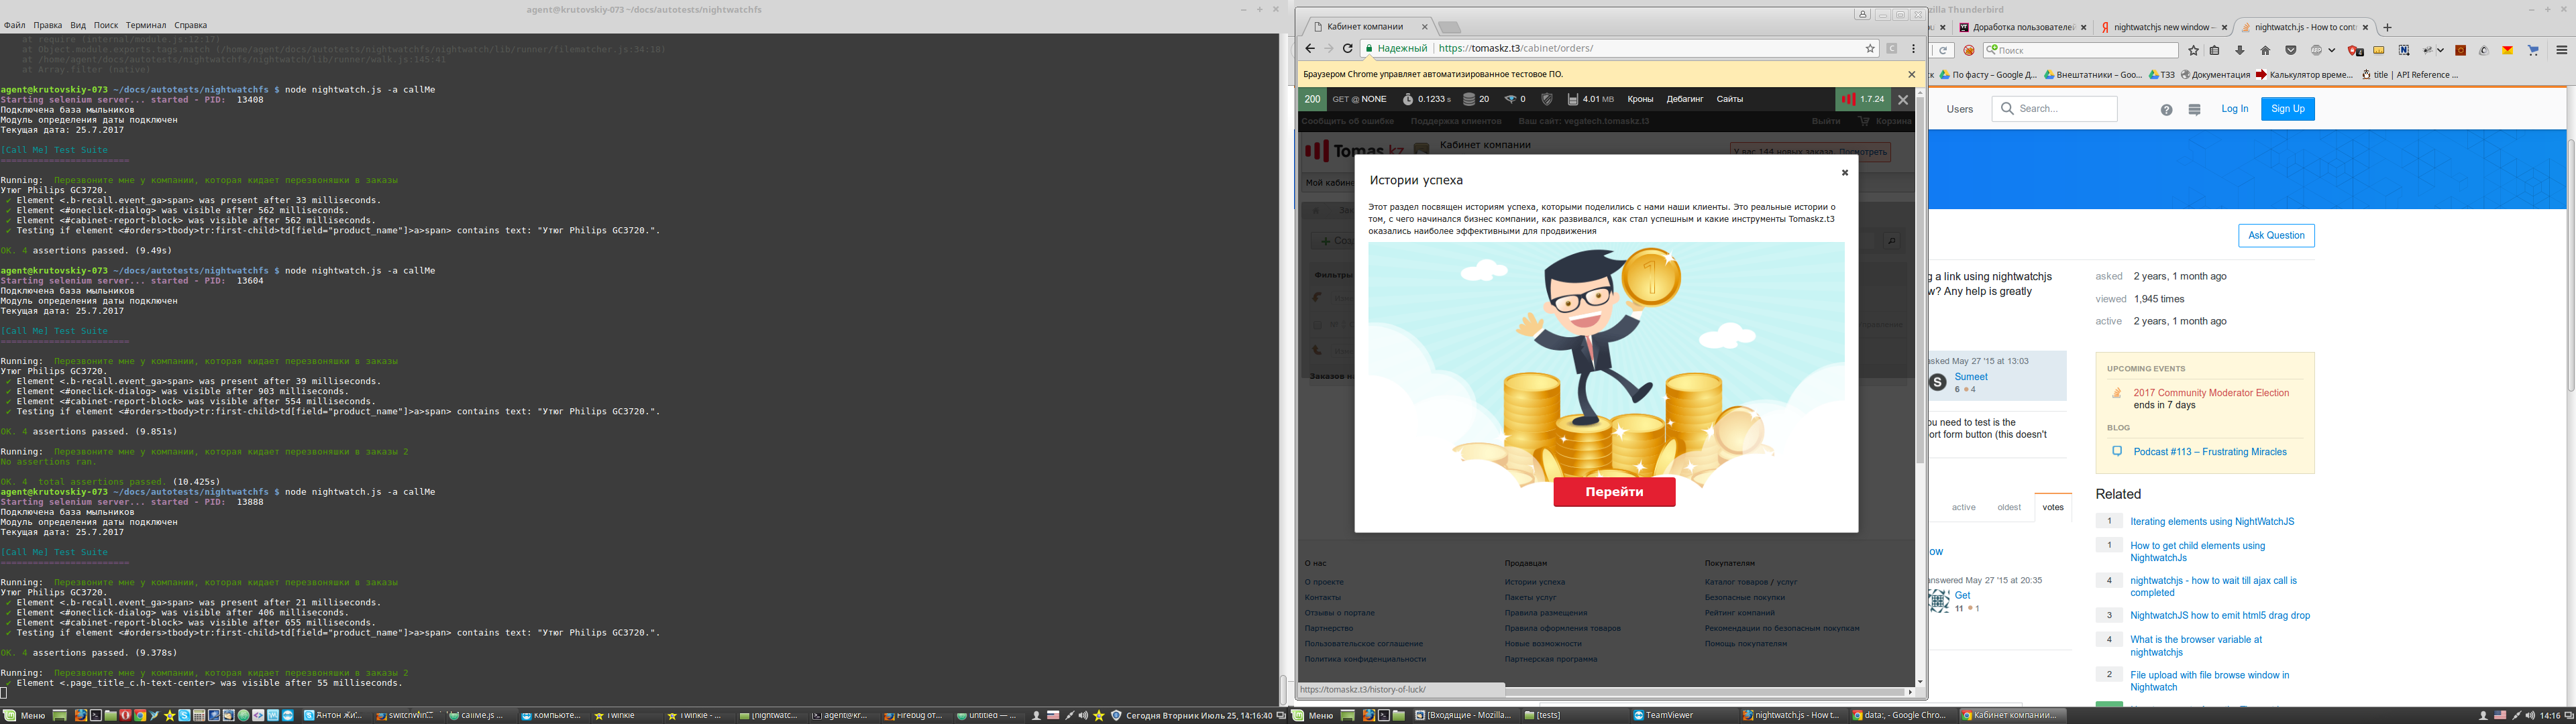 agent@krutovskiy-073 ~/docs/autotests/nightwatchfs
Файл Правка Вид Поиск Терминал Справка
at require (internal/module.js:12:17)
at Object.module.exports.tags.match (/home/agent/docs/autotests/nightwatchfs/nightwatch/lib/runner/filematcher.js:34:18)
at /home/agent/docs/autotests/nightwatchfs/nightwatch/lib/runner/walk.js:145:41
at Array.filter (native)
agent@krutovskiy-073 ~/docs/autotests/nightwatchfs $ node nightwatch.js -a callMe
Starting selenium server... started - PID: 13408
Подключена база мыльников
Модуль определения даты подключен
Текущая дата: 25.7.2017
[Call Me] Test Suite
========================
Running: Перезвоните мне у компании, которая кидает перезвоняшки в заказы
Утюг Philips GC3720.
✔ Element <.b-recall.event_ga>span> was present after 33 milliseconds.
✔ Element <#oneclick-dialog> was visible after 562 milliseconds.
✔ Element <#cabinet-report-block> was visible after 562 milliseconds.
✔ Testing if element <#orders>tbody>tr:first-child>td[field="product_name"]>a>span> contains text: "Утюг Philips GC3720.".
OK. 4 assertions passed. (9.49s)
agent@krutovskiy-073 ~/docs/autotests/nightwatchfs $ node nightwatch.js -a callMe
Starting selenium server... started - PID: 13604
Подключена база мыльников
Модуль определения даты подключен
Текущая дата: 25.7.2017
[Call Me] Test Suite
========================
Running: Перезвоните мне у компании, которая кидает перезвоняшки в заказы
Утюг Philips GC3720.
✔ Element <.b-recall.event_ga>span> was present after 39 milliseconds.
✔ Element <#oneclick-dialog> was visible after 903 milliseconds.
✔ Element <#cabinet-report-block> was visible after 554 milliseconds.
✔ Testing if element <#orders>tbody>tr:first-child>td[field="product_name"]>a>span> contains text: "Утюг Philips GC3720.".
OK. 4 assertions passed. (9.851s)
Running: Перезвоните мне у компании, которая кидает перезвоняшки в заказы 2
No assertions ran.
OK. 4 total assertions passed. (10.425s)
agent@krutovskiy-073 ~/docs/autotests/nightwatchfs $ node nightwatch.js -a callMe
Starting selenium server... started - PID: 13888
Подключена база мыльников
Модуль определения даты подключен
Текущая дата: 25.7.2017
[Call Me] Test Suite
========================
Running: Перезвоните мне у компании, которая кидает перезвоняшки в заказы
Утюг Philips GC3720.
✔ Element <.b-recall.event_ga>span> was present after 21 milliseconds.
✔ Element <#oneclick-dialog> was visible after 406 milliseconds.
✔ Element <#cabinet-report-block> was visible after 655 milliseconds.
✔ Testing if element <#orders>tbody>tr:first-child>td[field="product_name"]>a>span> contains text: "Утюг Philips GC3720.".
OK. 4 assertions passed. (9.378s)
Running: Перезвоните мне у компании, которая кидает перезвоняшки в заказы 2
✔ Element <.page_title_c.h-text-center> was visible after 55 milliseconds.
Меню Антон Жи... switchWin... callMe.js ... Компьюте... Twinkle Twinkle - ... [nightwatc... agent@kr... Firebug от... untitled — ... Сегодня Вторник Июль 25, 14:16:40
Кабинет компании
Надежный https://tomaskz.t3/cabinet/orders/
Браузером Chrome управляет автоматизированное тестовое ПО.
200 GET @ NONE 0.1233 s 20 0 4.01 MB Кроны Дебагинг Сайты 1.7.24
Сообщить об ошибке Поддержка клиентов Ваш сайт: vegatech.tomaskz.t3 Выйти Корзина
Tomas.kz Кабинет компании У вас 144 новых заказа. Посмотреть
Мой кабине
Фильтры
Заказов н
Истории успеха
Этот раздел посвящен историям успеха, которыми поделились с нами наши клиенты. Это реальные истории о
том, с чего начинался бизнес компании, как развивался, как стал успешным и какие инструменты Tomaskz.t3
оказались наиболее эффективными для продвижения
1
Перейти
О нас Продавцам Покупателям
О проекте Истории успеха Каталог товаров / услуг
Контакты Пакеты услуг Безопасные покупки
Отзывы о портале Правила размещения Рейтинг компаний
Партнерство Правила оформления товаров Рекомендации по безопасным покупкам
Пользовательское соглашение Новые возможности Помощь покупателям
Политика конфиденциальности Партнерская программа
https://tomaskz.t3/history-of-luck/
zilla Thunderbird
Доработка пользователе nightwatchjs new window — nightwatch.js - How to cont
Поиск
По фасту – Google Д... Внештатники – Goo... ТЗЗ Документация Калькулятор време... title | API Reference ...
Users Search... Log In Sign Up
Ask Question
g a link using nightwatchjs
w? Any help is greatly
asked 2 years, 1 month ago
viewed 1,945 times
active 2 years, 1 month ago
asked May 27 '15 at 13:03
S Sumeet
6 4
ou need to test is the
ort form button (this doesn't
UPCOMING EVENTS
2017 Community Moderator Election
ends in 7 days
BLOG
Podcast #113 – Frustrating Miracles
active oldest votes
ow
answered May 27 '15 at 20:35
Get
11 1
Related
1 Iterating elements using NightWatchJS
1 How to get child elements using
NightwatchJs
4 nightwatchjs - how to wait till ajax call is
completed
3 NightwatchJS how to emit html5 drag drop
4 What is the browser variable at
nightwatchjs
2 File upload with file browse window in
Nightwatch
Меню [Входящие - Mozilla... [tests] TeamViewer nightwatch.js - How t... data:, - Google Chro... Кабинет компании... 14:16